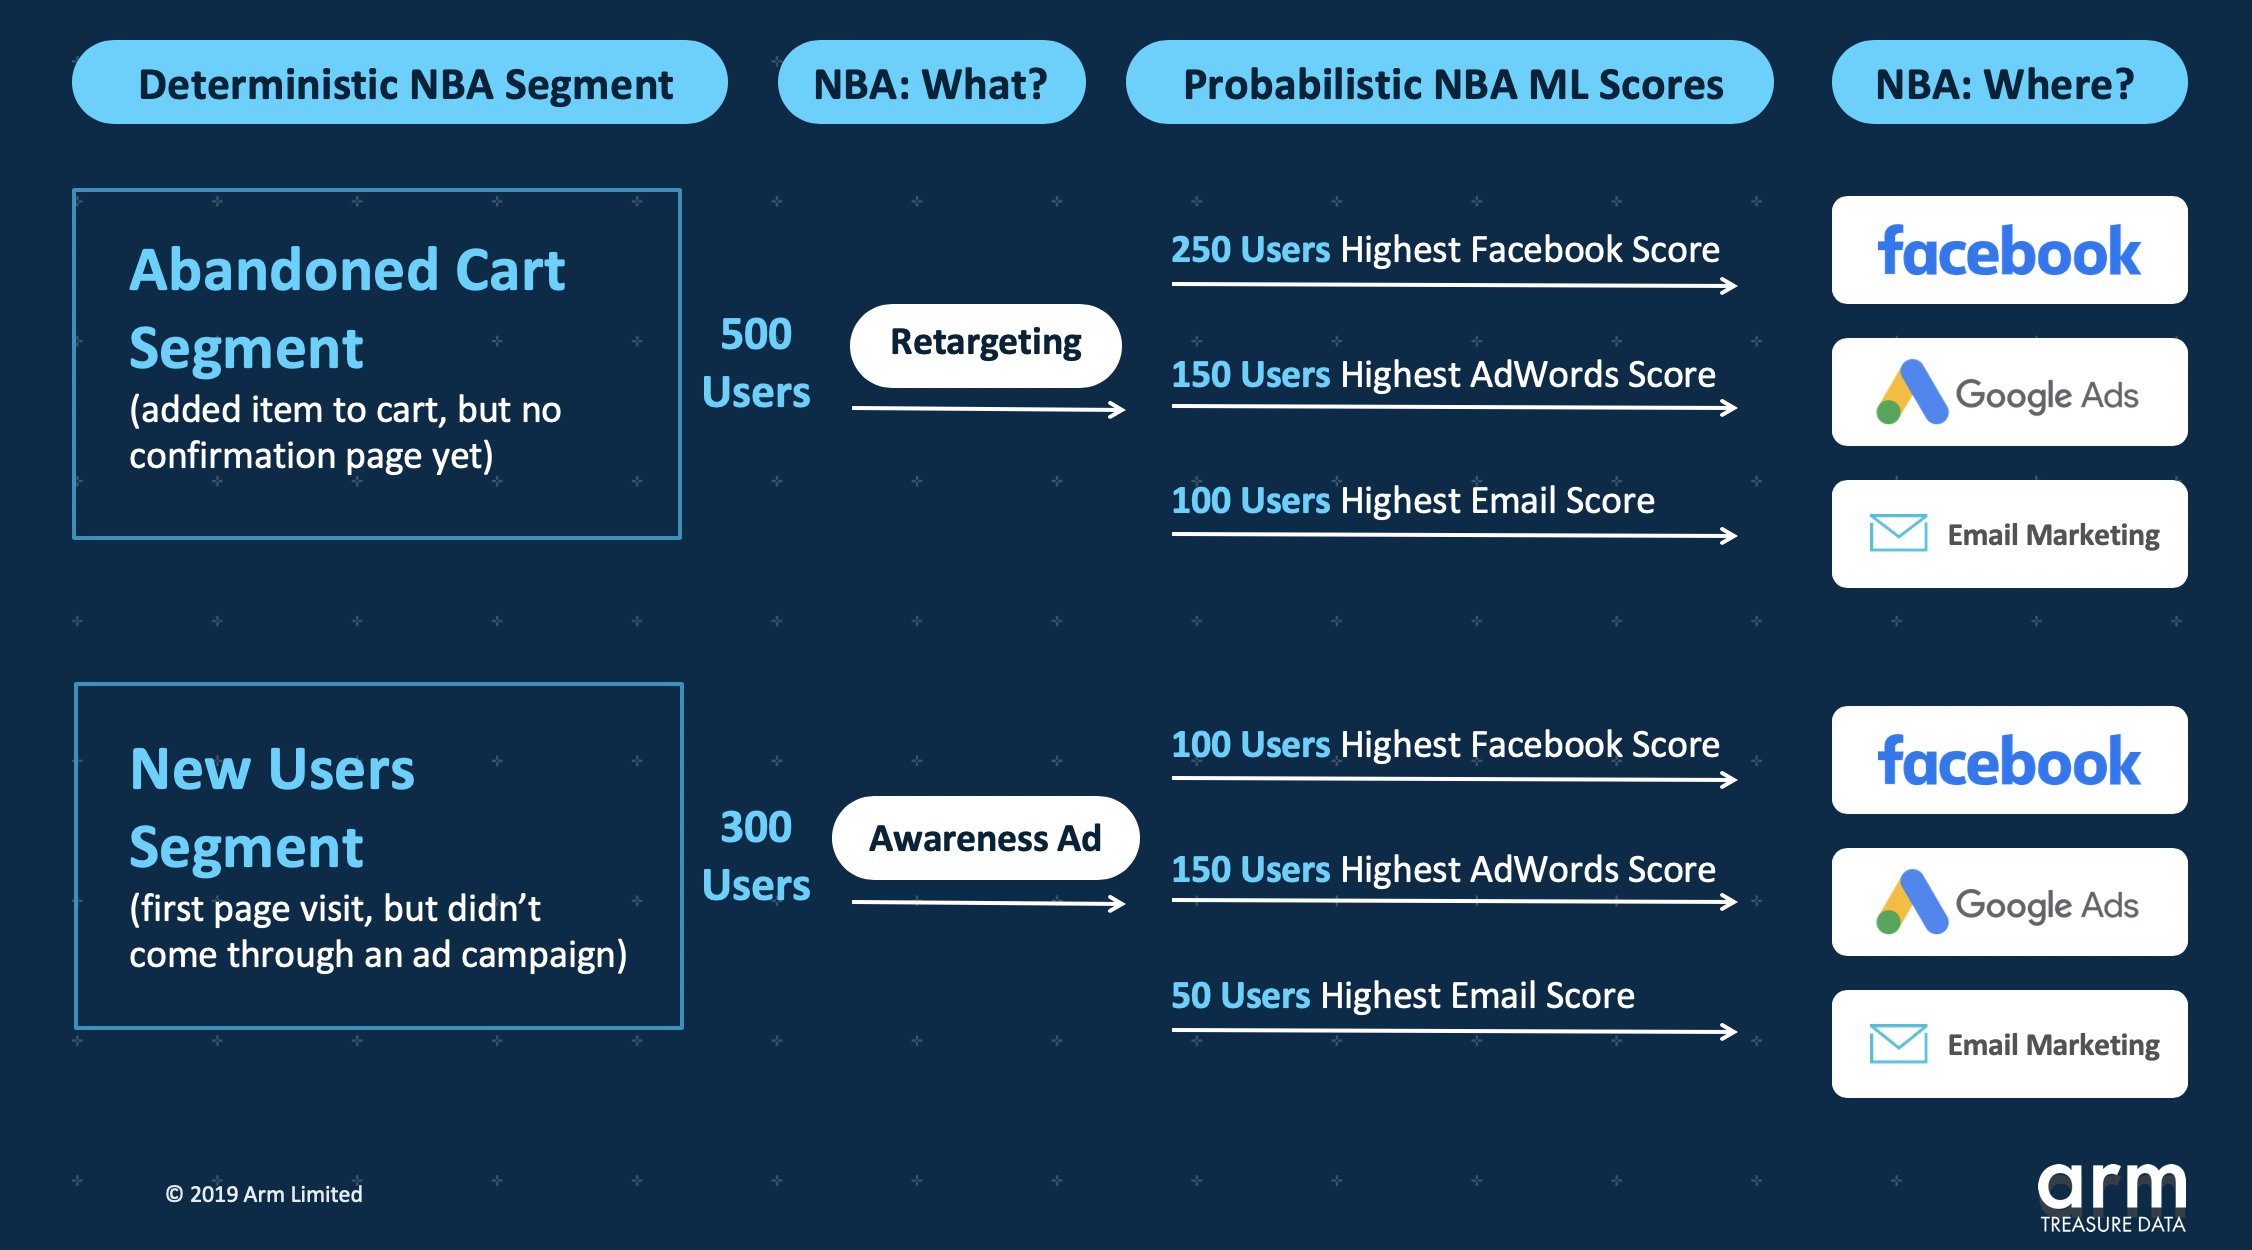 Deterministic NBA Segment
NBA: What?
Probabilistic NBA ML Scores
NBA: Where?
Abandoned Cart
Segment
(added item to cart, but no
confirmation page yet)
500
Users
Retargeting
250 Users Highest Facebook Score
150 Users Highest AdWords Score
100 Users Highest Email Score
facebook
Google Ads
Email Marketing
New Users
Segment
(first page visit, but didn’t
come through an ad campaign)
300
Users
Awareness Ad
100 Users Highest Facebook Score
150 Users Highest AdWords Score
50 Users Highest Email Score
facebook
Google Ads
Email Marketing
© 2019 Arm Limited
arm
TREASURE DATA